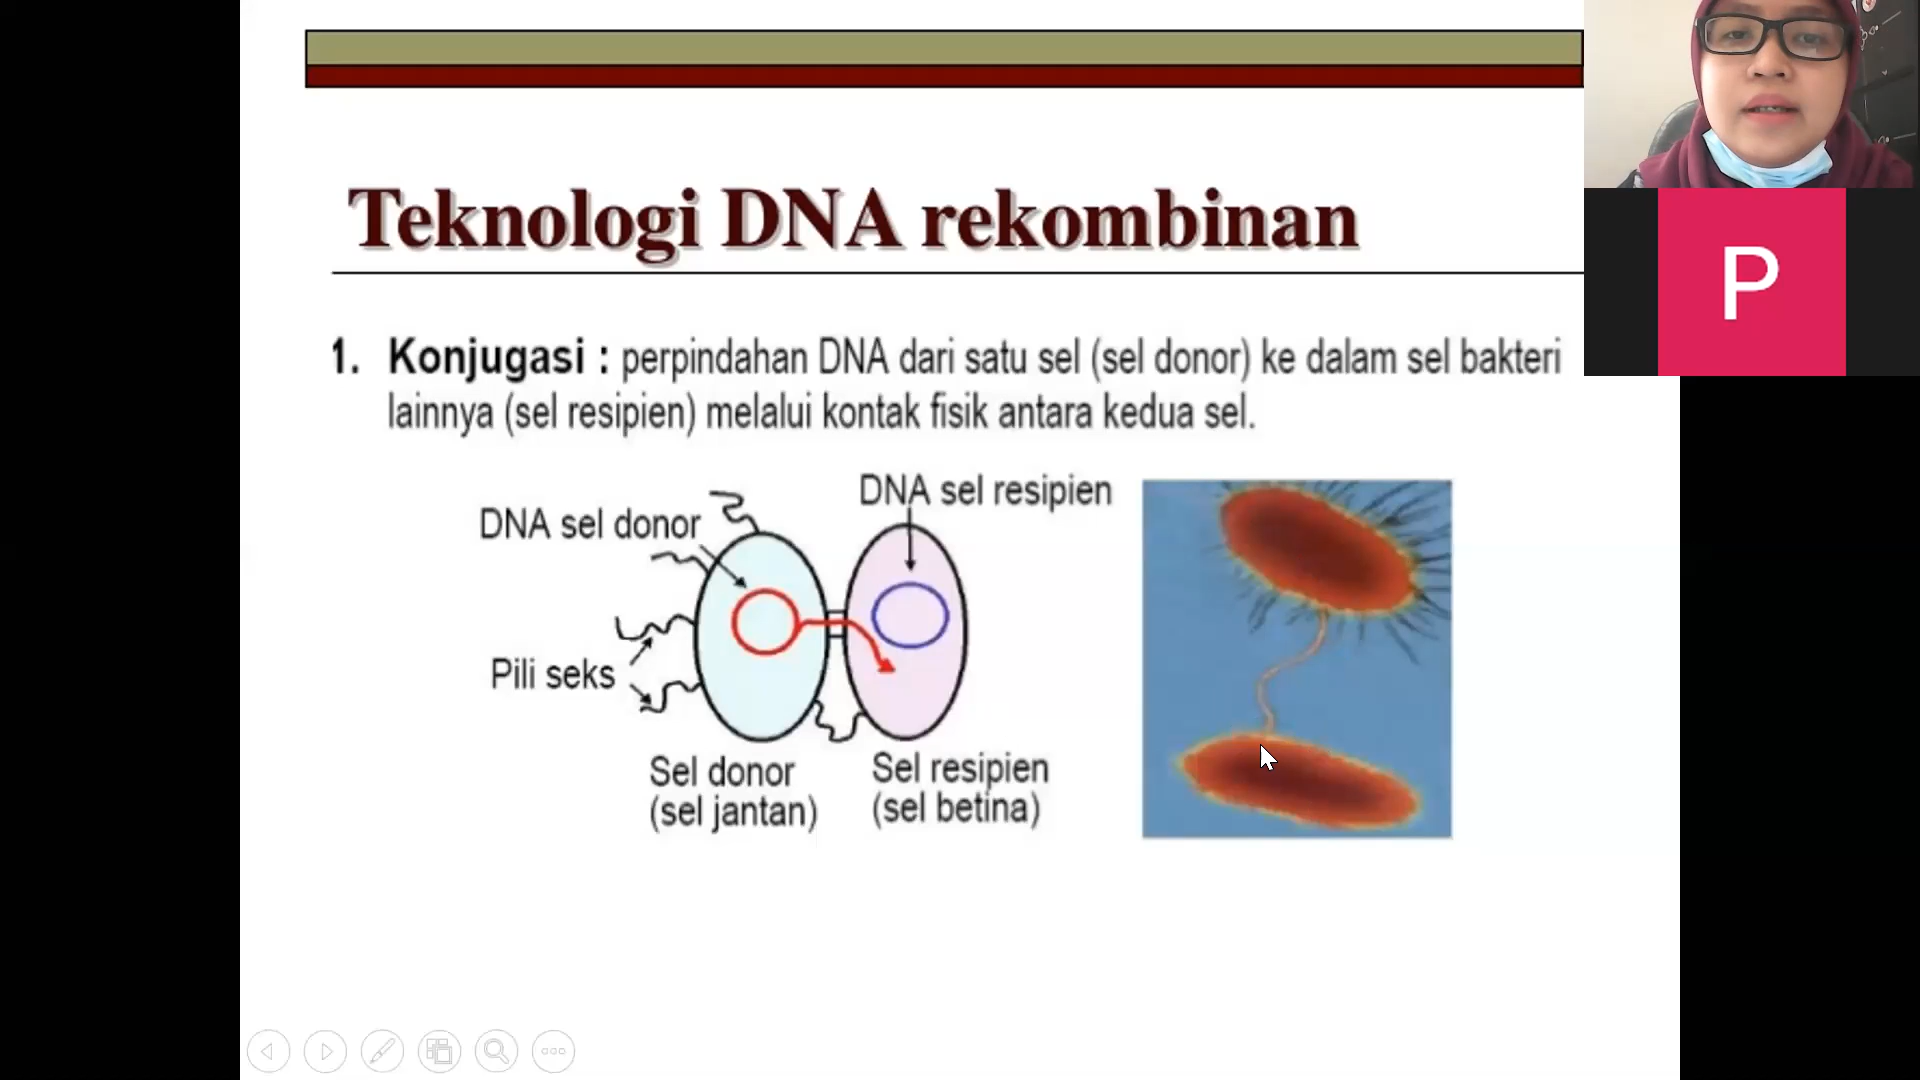 Teknologi DNA rekombinan
1. Konjugasi : perpindahan DNA dari satu sel (sel donor) ke dalam sel bakteri
lainnya (sel resipien) melalui kontak fisik antara kedua sel.
DNA sel resipien
DNA sel donor
Pili seks
Sel donor
(sel jantan)
Sel resipien
(sel betina)
P